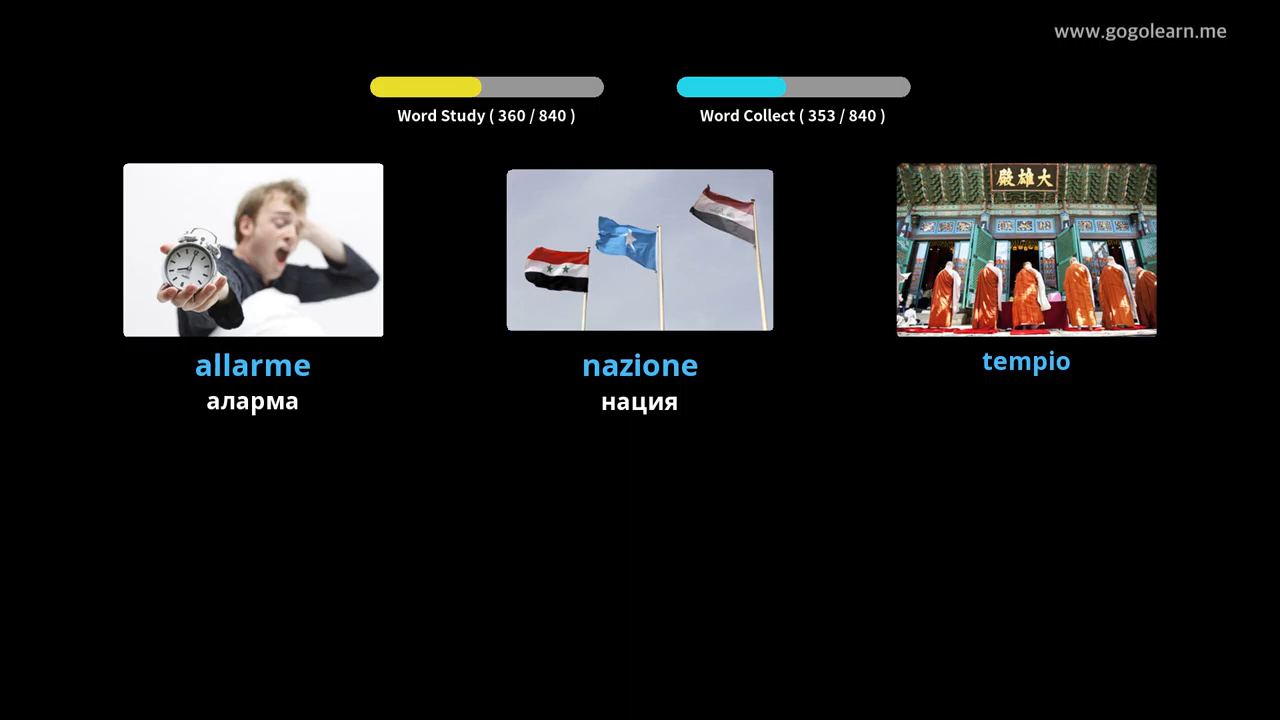 www.gogolearn.me
Word Study ( 360 / 840 )
Word Collect ( 353 / 840 )
殿雄大
allarme
nazione
tempio
аларма
нация